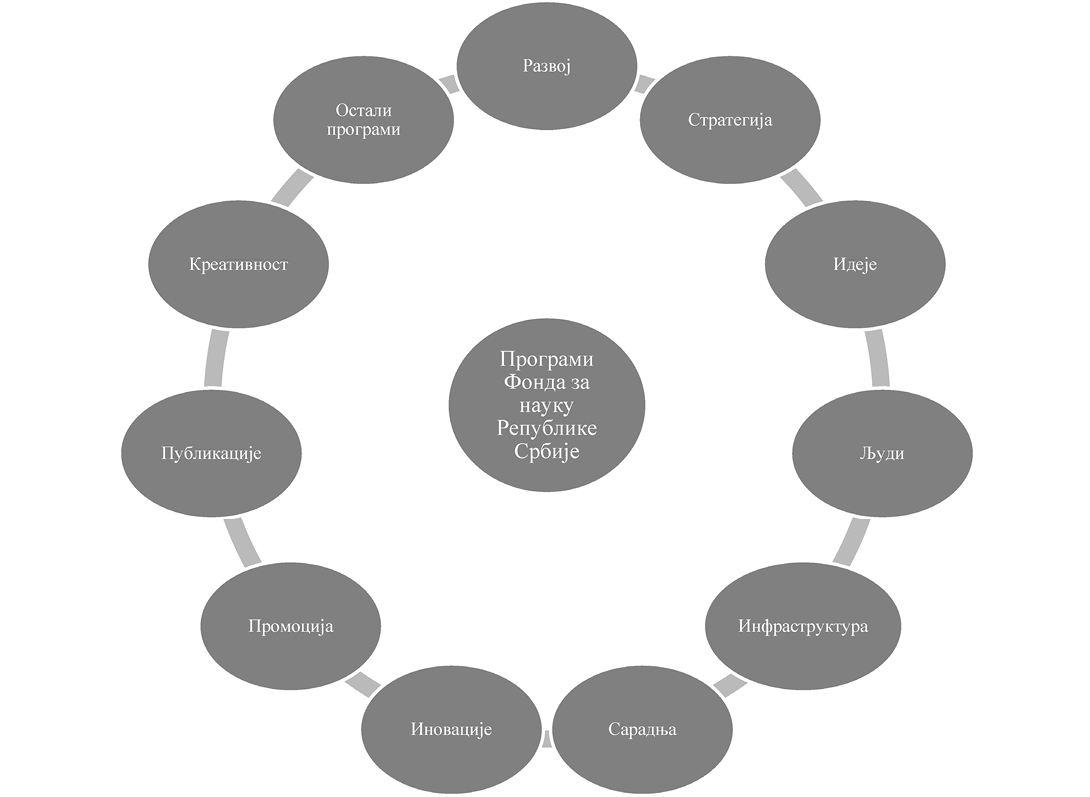 Развој
Стратегија
Идеје
Људи
Инфраструктура
Сарадња
Иновације
Промоција
Публикације
Креативност
Остали
програми
Програми
Фонда за
науку
Републике
Србије